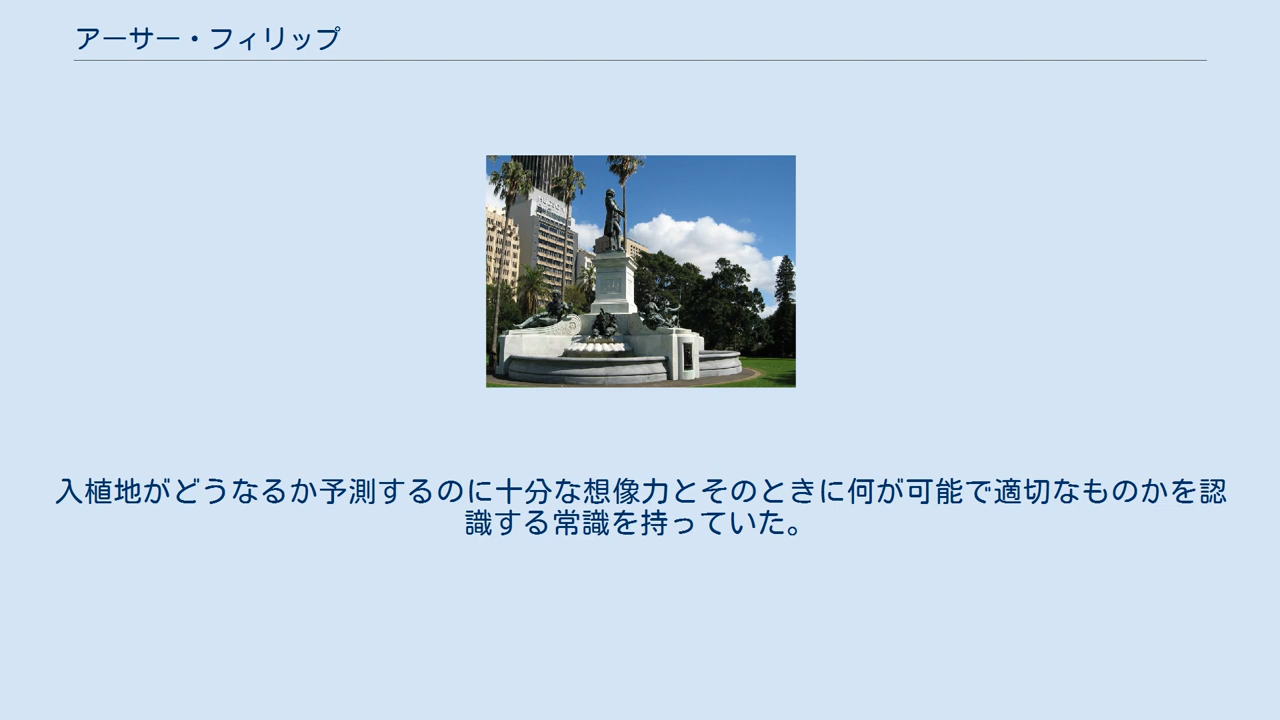 アーサー・フィリップ
入植地がどうなるか予測するのに十分な想像力とそのときに何が可能で適切なものかを認
識する常識を持っていた。